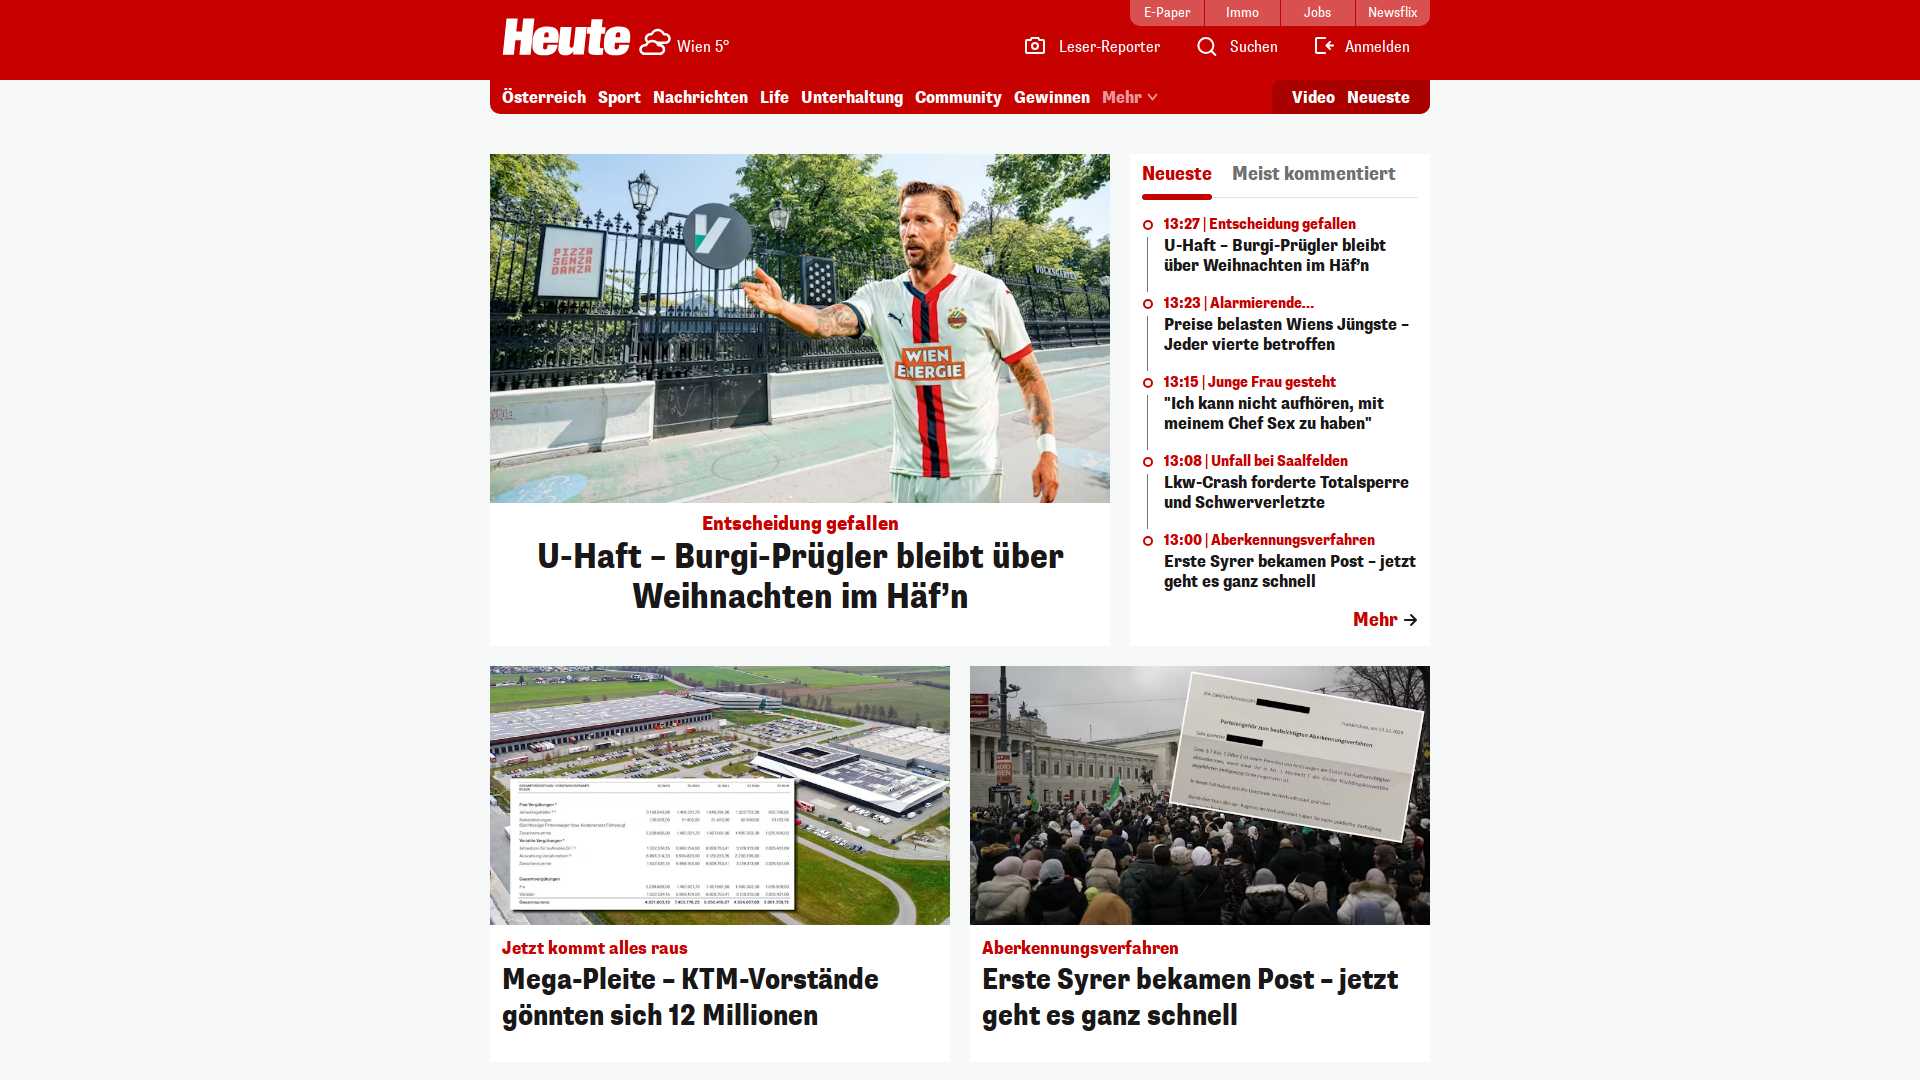 E-Paper
Immo
Jobs
Newsflix
Heute
Wien 5°
Leser-Reporter
Suchen
Anmelden
Österreich
Sport
Nachrichten
Life
Unterhaltung
Community
Gewinnen
Mehr
Video
Neueste
PIZZA
SENZA
DANZA
VOLKSGARTEN
WIEN
ENERGIE
Entscheidung gefallen
U-Haft – Burgi-Prügler bleibt über
Weihnachten im Häf’n
Neueste
Meist kommentiert
13:27 | Entscheidung gefallen
U-Haft – Burgi-Prügler bleibt
über Weihnachten im Häf’n
13:23 | Alarmierende...
Preise belasten Wiens Jüngste –
Jeder vierte betroffen
13:15 | Junge Frau gesteht
"Ich kann nicht aufhören, mit
meinem Chef Sex zu haben"
13:08 | Unfall bei Saalfelden
Lkw-Crash forderte Totalsperre
und Schwerverletzte
13:00 | Aberkennungsverfahren
Erste Syrer bekamen Post – jetzt
geht es ganz schnell
Mehr
Jetzt kommt alles raus
Mega-Pleite – KTM-Vorstände
gönnten sich 12 Millionen
Parteiengehör zum beabsichtigten Aberkennungsverfahren
Aberkennungsverfahren
Erste Syrer bekamen Post – jetzt
geht es ganz schnell